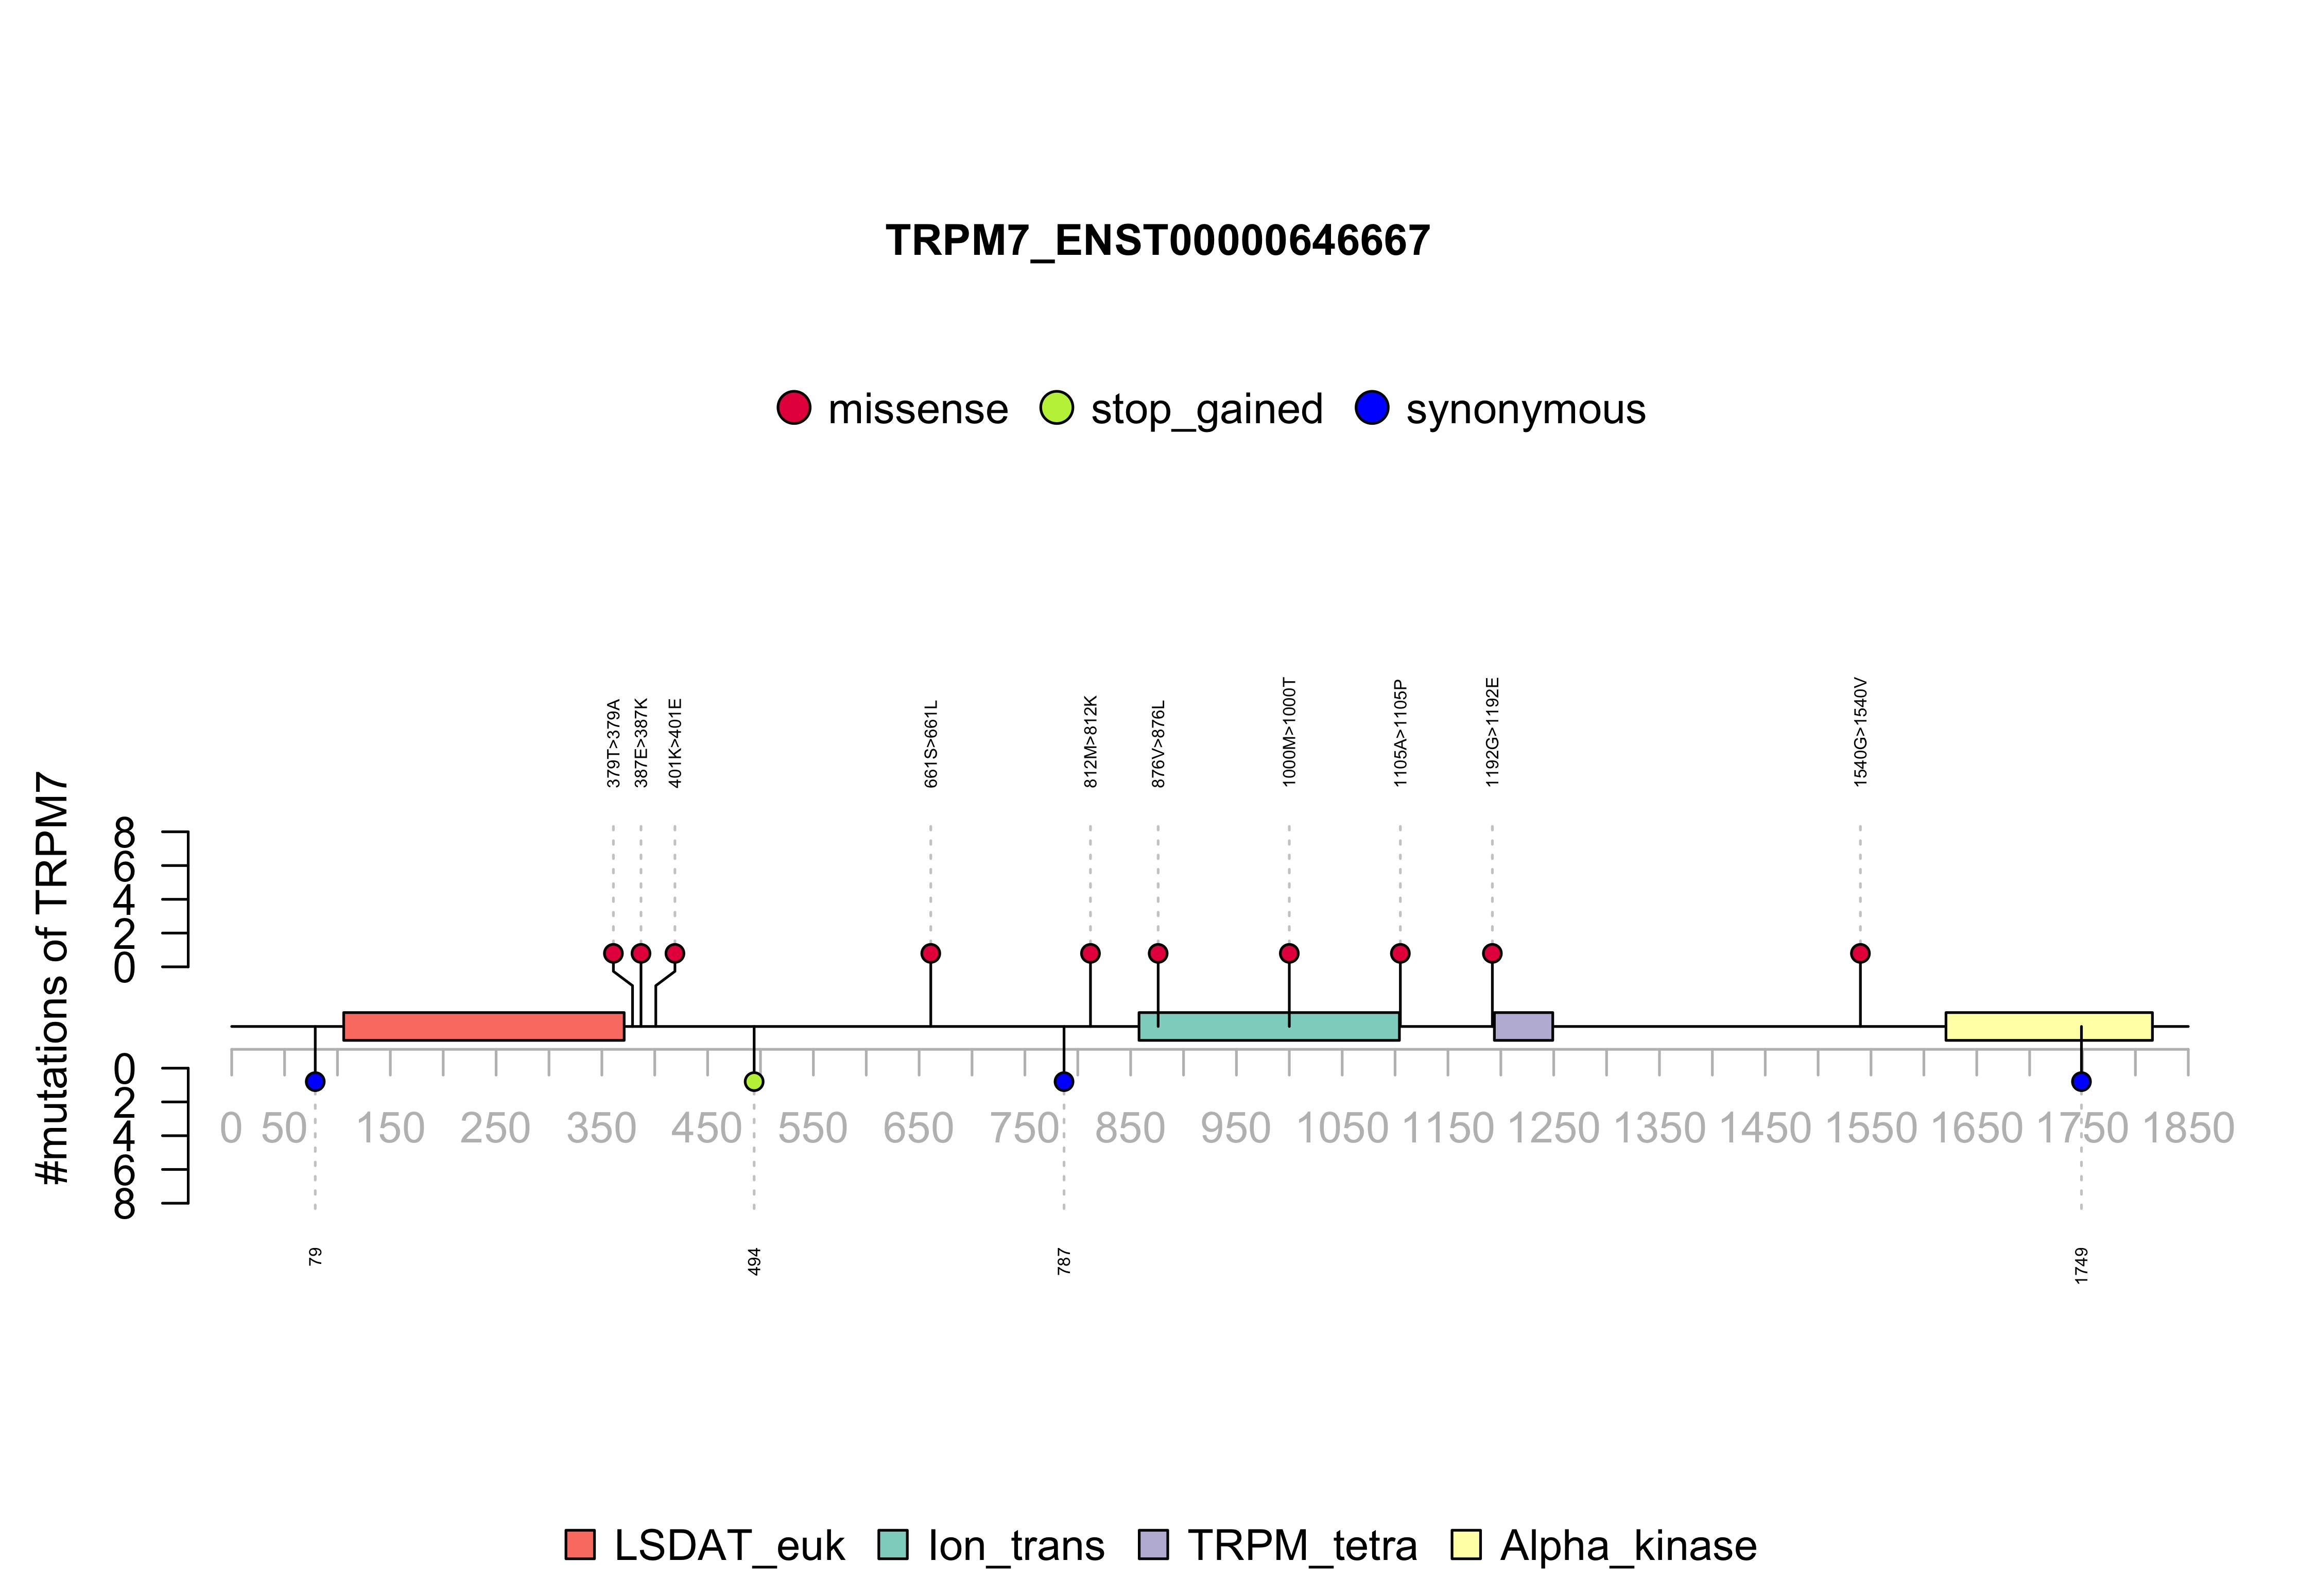 TRPM7_ENST00000646667
missense stop_gained synonymous
379T>379A
387E>387K
401K>401E
661S>661L
812M>812K
876V>876L
1000M>1000T
1105A>1105P
1192G>1192E
1540G>1540V
#mutations of TRPM7
8
6
4
2
0
0
2
4
6
8
0 50 150 250 350 450 550 650 750 850 950 1050 1150 1250 1350 1450 1550 1650 1750 1850
79
494
787
1749
LSDAT_euk Ion_trans TRPM_tetra Alpha_kinase